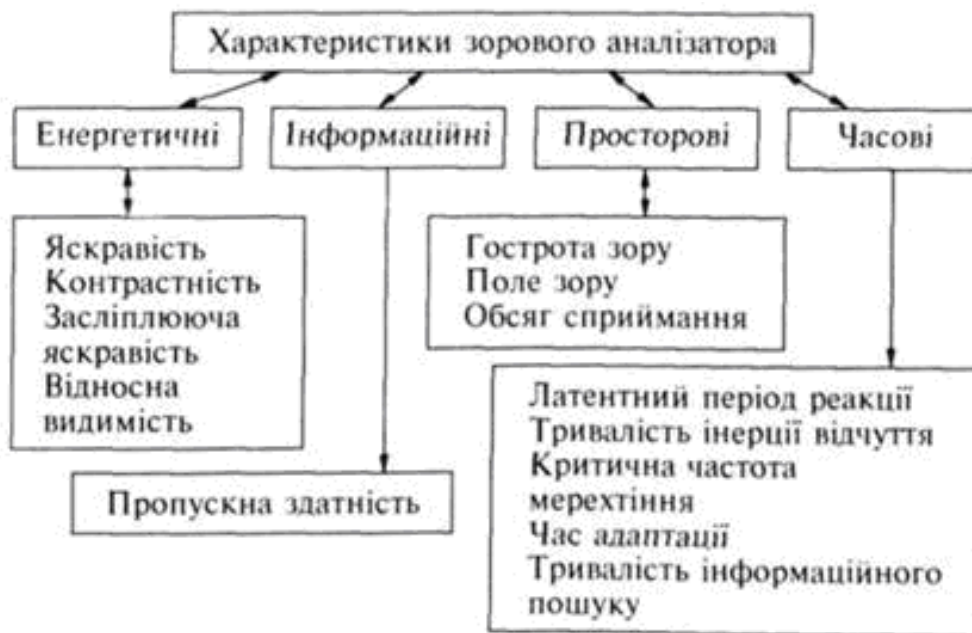 Характеристики зорового аналізатора
Енергетичні
Інформаційні
Просторові
Часові
Яскравість
Контрастність
Засліплююча
яскравість
Відносна
видимість
Гострота зору
Поле зору
Обсяг сприймання
Пропускна здатність
Латентний період реакції
Тривалість інерції відчуття
Критична частота
мерехтіння
Час адаптації
Тривалість інформаційного
пошуку